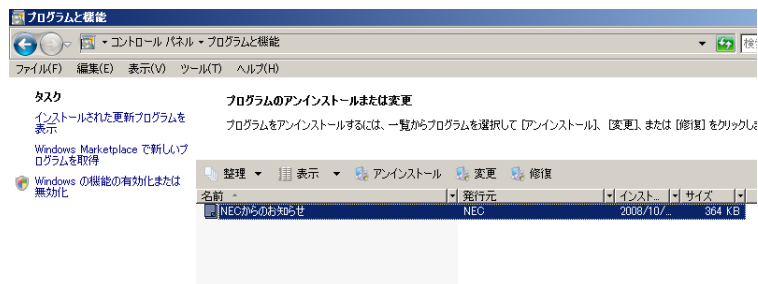 プログラムと機能
コントロール パネル ▾ プログラムと機能
ファイル(F) 編集(E) 表示(V) ツール(T) ヘルプ(H)
タスク
インストールされた更新プログラムを
表示
Windows Marketplace で新しいプ
ログラムを取得
Windows の機能の有効化または
無効化
プログラムのアンインストールまたは変更
プログラムをアンインストールするには、一覧からプログラムを選択して [アンインストール]、[変更]、または [修復] をクリックしま
整理 表示 アンインストール 変更 修復
名前 発行元 インスト... サイズ
NECからのお知らせ NEC 2008/10/... 364 KB